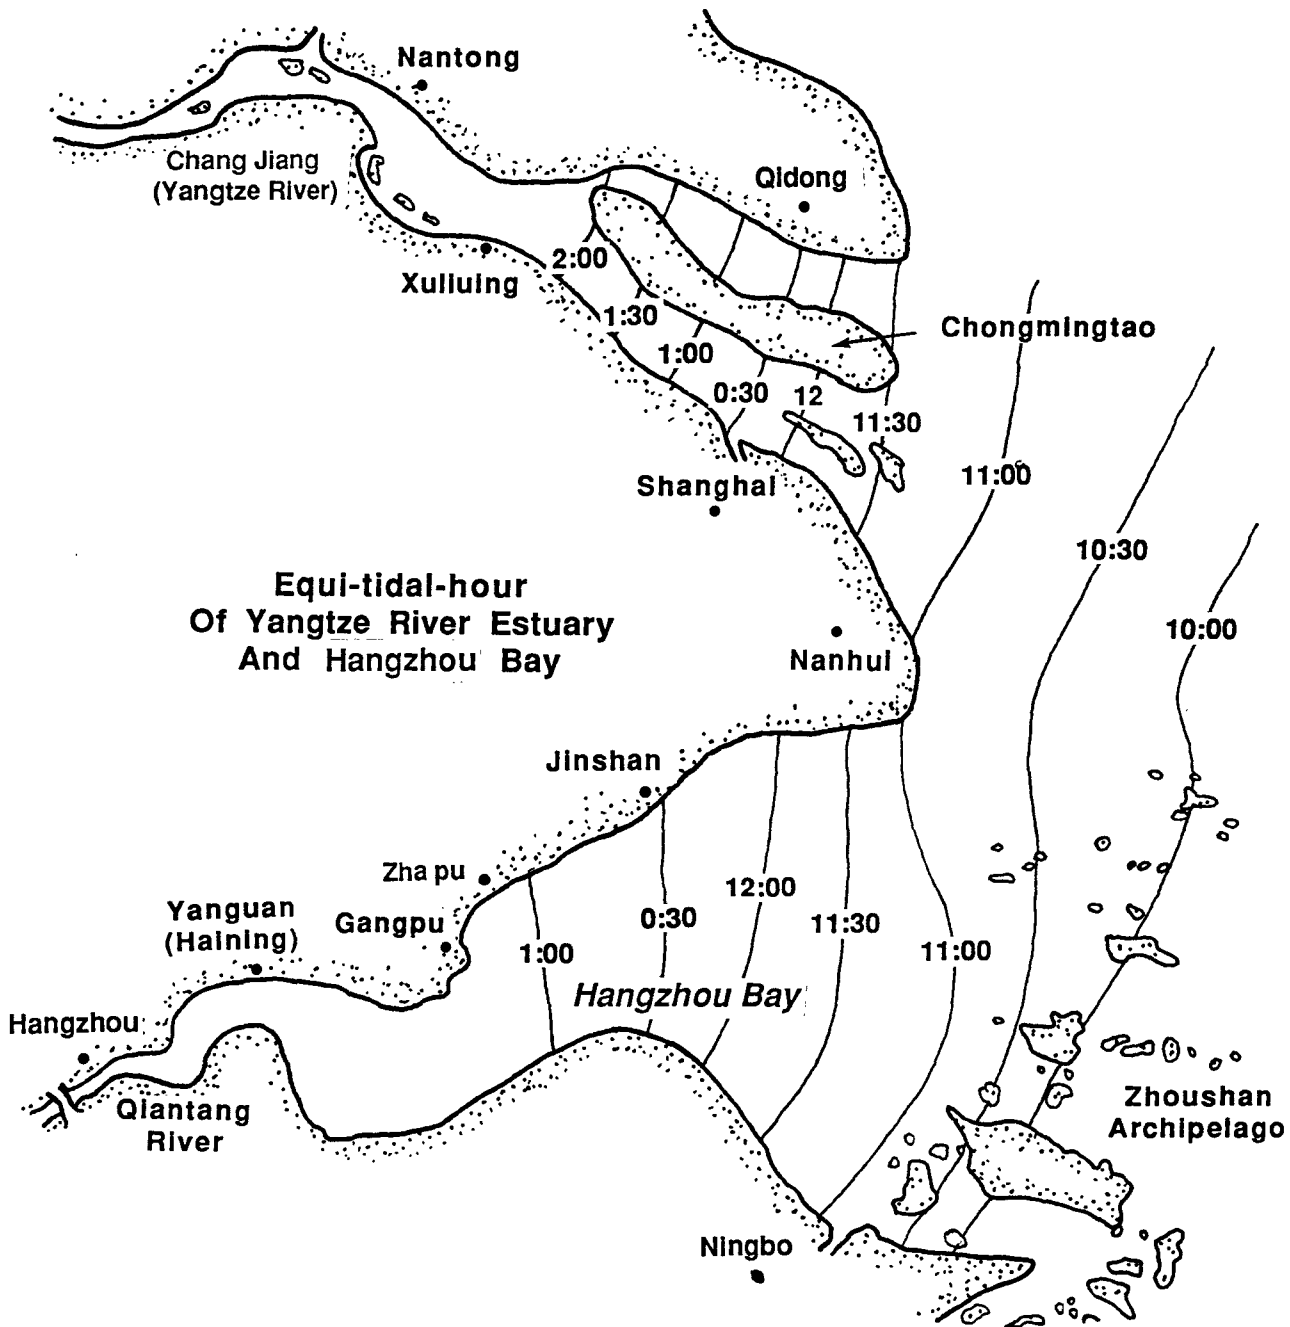 Nantong
Chang Jiang
(Yangtze River)
Qidong
2:00
Xuliuing
1:30
Chongmingtao
1:00
0:30
12
11:30
11:00
Shanghai
10:30
Equi-tidal-hour
Of Yangtze River Estuary
And Hangzhou Bay
10:00
Nanhui
Jinshan
Zha pu
12:00
Yanguan
(Haining)
Gangpu
0:30
11:30
1:00
11:00
Hangzhou Bay
Hangzhou
Qiantang
River
Zhoushan
Archipelago
Ningbo